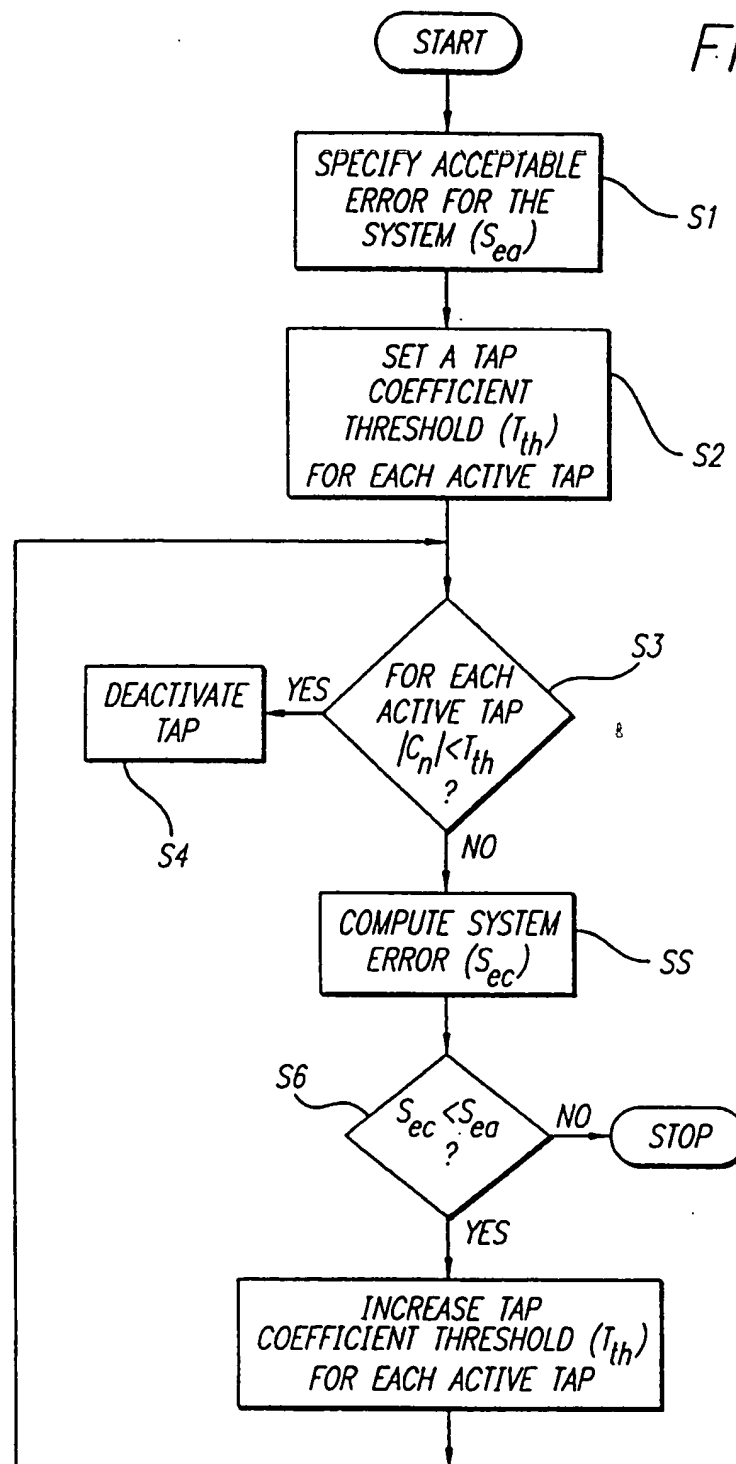 START
FI
SPECIFY ACCEPTABLE
ERROR FOR THE
SYSTEM (S_ea)
S1
SET A TAP
COEFFICIENT
THRESHOLD (T_th)
FOR EACH ACTIVE TAP
S2
S3
FOR EACH
ACTIVE TAP
|C_n|<T_th
?
YES
DEACTIVATE
TAP
S4
NO
COMPUTE SYSTEM
ERROR (S_ec)
SS
S6
S_ec<S_ea
?
NO
STOP
YES
INCREASE TAP
COEFFICIENT THRESHOLD (T_th)
FOR EACH ACTIVE TAP